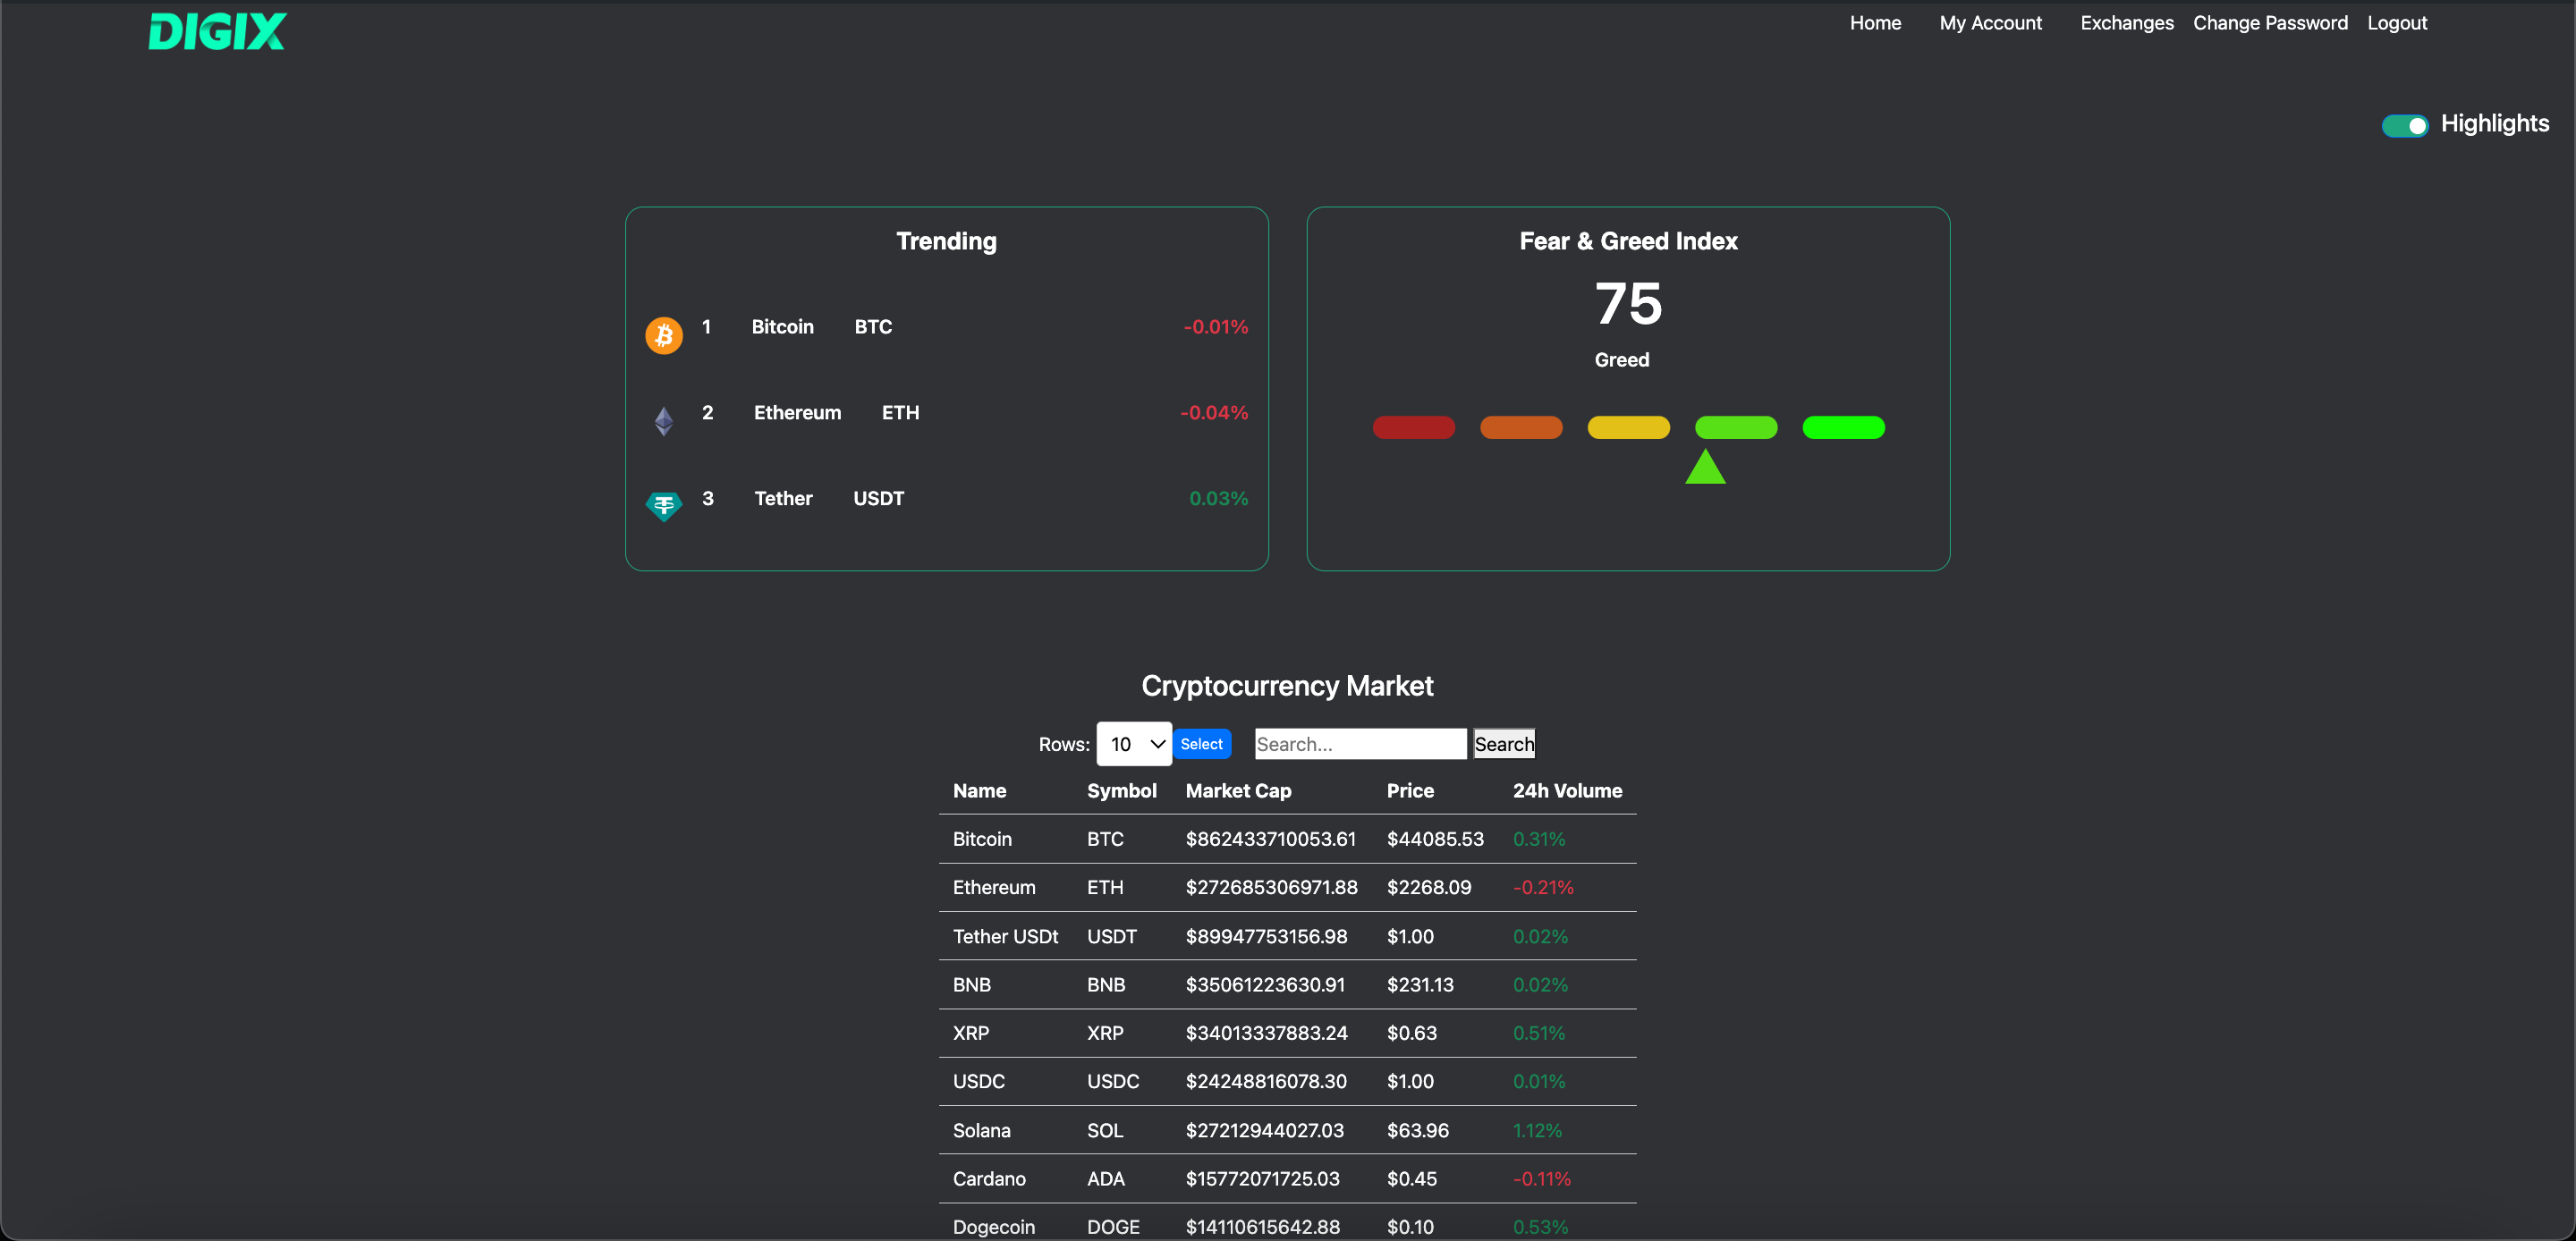 DIGIX
Home My Account Exchanges Change Password Logout
Highlights
Trending
1 Bitcoin BTC -0.01%
2 Ethereum ETH -0.04%
3 Tether USDT 0.03%
Fear & Greed Index
75
Greed
Cryptocurrency Market
Rows: 10 Select Search... Search
Name Symbol Market Cap Price 24h Volume
Bitcoin BTC $862433710053.61 $44085.53 0.31%
Ethereum ETH $272685306971.88 $2268.09 -0.21%
Tether USDt USDT $89947753156.98 $1.00 0.02%
BNB BNB $35061223630.91 $231.13 0.02%
XRP XRP $34013337883.24 $0.63 0.51%
USDC USDC $24248816078.30 $1.00 0.01%
Solana SOL $27212944027.03 $63.96 1.12%
Cardano ADA $15772071725.03 $0.45 -0.11%
Dogecoin DOGE $14110615642.88 $0.10 0.53%